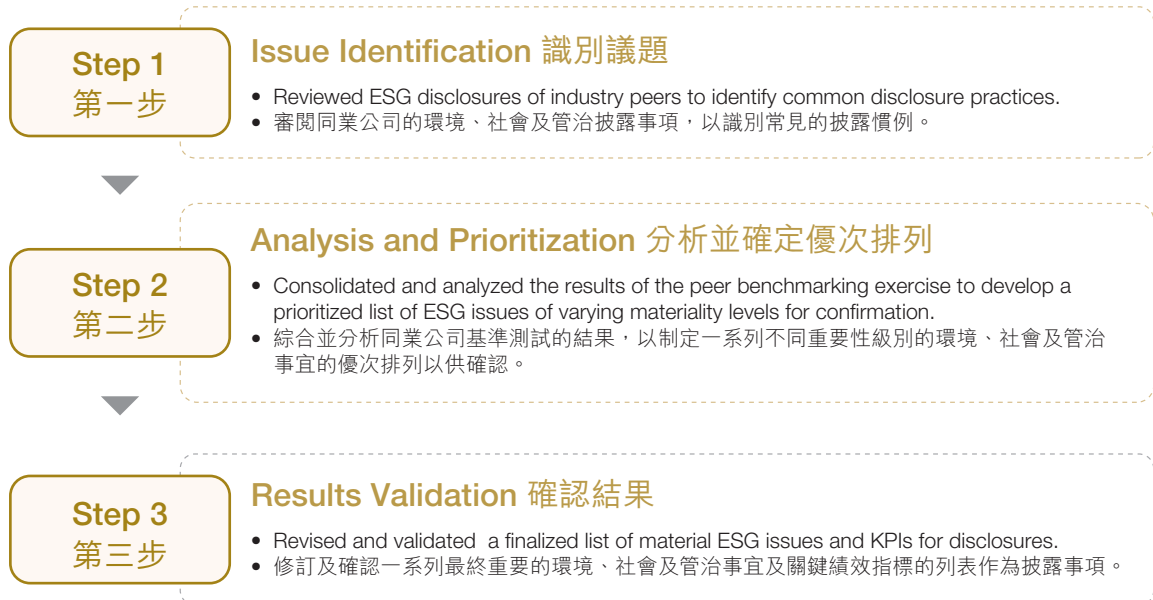 Step 1
第一步
Issue Identification 識別議題
• Reviewed ESG disclosures of industry peers to identify common disclosure practices.
• 審閱同業公司的環境、社會及管治披露事項，以識別常見的披露慣例。
Step 2
第二步
Analysis and Prioritization 分析並確定優次排列
• Consolidated and analyzed the results of the peer benchmarking exercise to develop a
prioritized list of ESG issues of varying materiality levels for confirmation.
• 綜合並分析同業公司基準測試的結果，以制定一系列不同重要性級別的環境、社會及管治
事宜的優次排列以供確認。
Step 3
第三步
Results Validation 確認結果
• Revised and validated a finalized list of material ESG issues and KPIs for disclosures.
• 修訂及確認一系列最終重要的環境、社會及管治事宜及關鍵績效指標的列表作為披露事項。